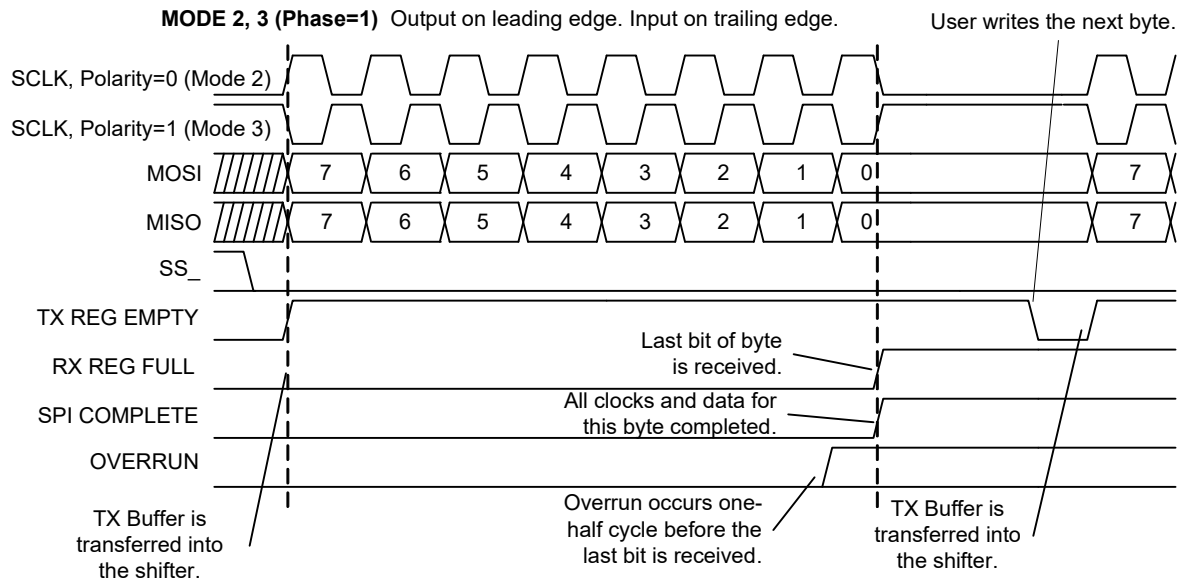 MODE 2, 3 (Phase=1) Output on leading edge. Input on trailing edge.
User writes the next byte.
SCLK, Polarity=0 (Mode 2)
SCLK, Polarity=1 (Mode 3)
MOSI 7 6 5 4 3 2 1 0 7
MISO 7 6 5 4 3 2 1 0 7
SS_
TX REG EMPTY
RX REG FULL
Last bit of byte
is received.
SPI COMPLETE
All clocks and data for
this byte completed.
OVERRUN
TX Buffer is
transferred into
the shifter.
Overrun occurs one-
half cycle before the
last bit is received.
TX Buffer is
transferred into
the shifter.